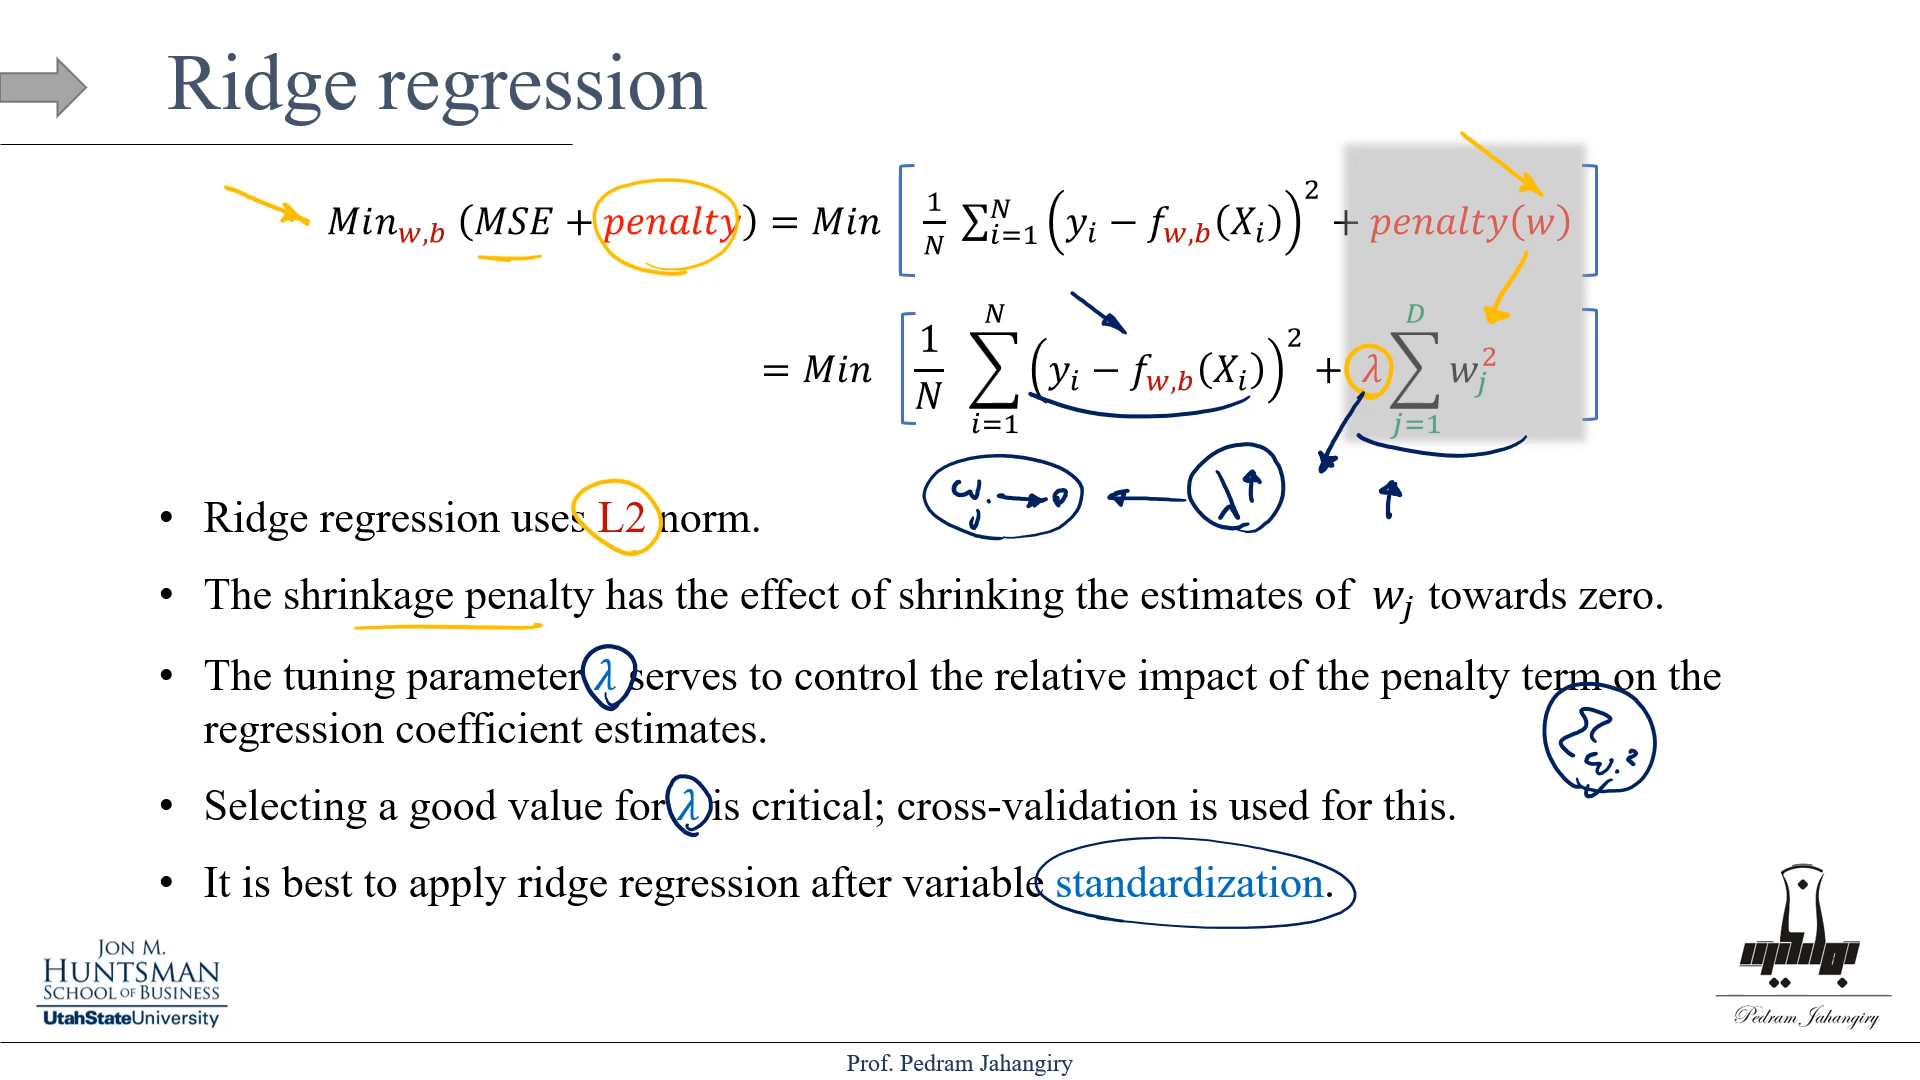 Ridge regression
Min_{w,b} (MSE + penalty) = Min [ 1/N ∑_{i=1}^{N} (y_i − f_{w,b}(X_i))^2 + penalty(w) ]
= Min [ 1/N ∑_{i=1}^{N} (y_i − f_{w,b}(X_i))^2 + λ ∑_{j=1}^{D} w_j^2 ]
w_j → 0 ← λ↑ ↑
• Ridge regression uses L2 norm.
• The shrinkage penalty has the effect of shrinking the estimates of w_j towards zero.
• The tuning parameter λ serves to control the relative impact of the penalty term on the
regression coefficient estimates.
∑ w_j^2
• Selecting a good value for λ is critical; cross-validation is used for this.
• It is best to apply ridge regression after variable standardization.
JON M.
HUNTSMAN
SCHOOL OF BUSINESS
UtahStateUniversity
Pedram Jahangiry
Prof. Pedram Jahangiry